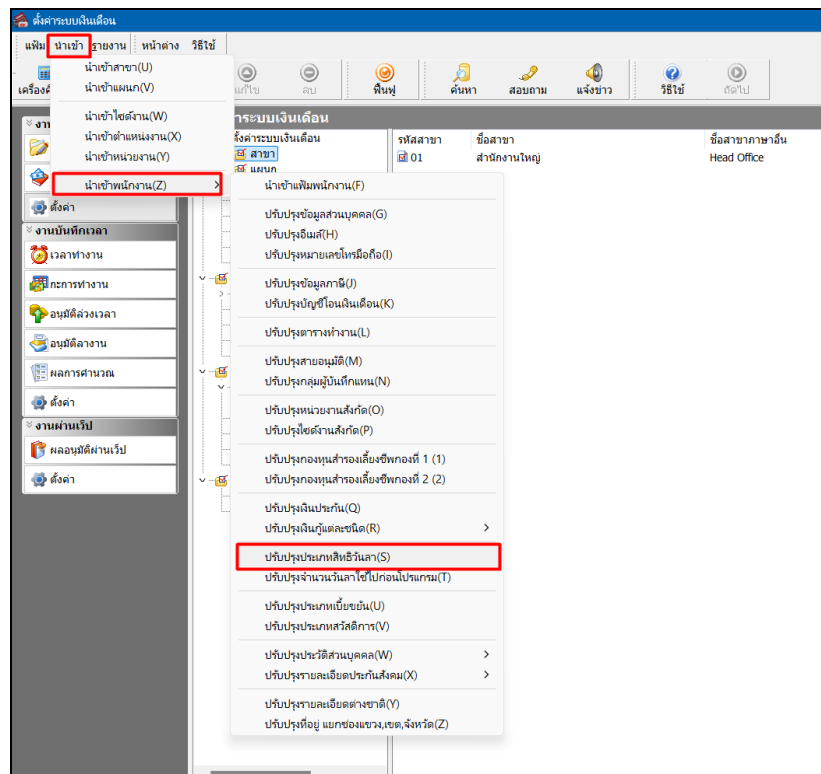 ตั้งค่าระบบเงินเดือน
แฟ้ม นำเข้า รายงาน หน้าต่าง วิธีใช้
แก้ไข ลบ ฟื้นฟู ค้นหา สอบถาม แจ้งข่าว วิธีใช้ ถัดไป
นำเข้าสาขา(U)
นำเข้าแผนก(V)
นำเข้าไซต์งาน(W)
นำเข้าตำแหน่งงาน(X)
นำเข้าหน่วยงาน(Y)
นำเข้าพนักงาน(Z)
ตั้งค่า
งานบันทึกเวลา
เวลาทำงาน
กะการทำงาน
อนุมัติล่วงเวลา
อนุมัติลางาน
ผลการคำนวณ
ตั้งค่า
งานผ่านเว็ป
ผลอนุมัติผ่านเว็ป
ตั้งค่า
าระบบเงินเดือน
ตั้งค่าระบบเงินเดือน
สาขา
แผนก
รหัสสาขา ชื่อสาขา ชื่อสาขาภาษาอื่น
01 สำนักงานใหญ่ Head Office
นำเข้าแฟ้มพนักงาน(F)
ปรับปรุงข้อมูลส่วนบุคคล(G)
ปรับปรุงอีเมล์(H)
ปรับปรุงหมายเลขโทรมือถือ(I)
ปรับปรุงข้อมูลภาษี(J)
ปรับปรุงบัญชีโอนเงินเดือน(K)
ปรับปรุงตารางทำงาน(L)
ปรับปรุงสายอนุมัติ(M)
ปรับปรุงกลุ่มผู้บันทึกแทน(N)
ปรับปรุงหน่วยงานสังกัด(O)
ปรับปรุงไซต์งานสังกัด(P)
ปรับปรุงกองทุนสำรองเลี้ยงชีพกองที่ 1 (1)
ปรับปรุงกองทุนสำรองเลี้ยงชีพกองที่ 2 (2)
ปรับปรุงเงินประกัน(Q)
ปรับปรุงเงินกู้แต่ละชนิด(R)
ปรับปรุงประเภทสิทธิวันลา(S)
ปรับปรุงจำนวนวันลาใช้ไปก่อนโปรแกรม(T)
ปรับปรุงประเภทเบี้ยขยัน(U)
ปรับปรุงประเภทสวัสดิการ(V)
ปรับปรุงประวัติส่วนบุคคล(W)
ปรับปรุงรายละเอียดประกันสังคม(X)
ปรับปรุงรายละเอียดต่างชาติ(Y)
ปรับปรุงที่อยู่ แยกช่องแขวง,เขต,จังหวัด(Z)